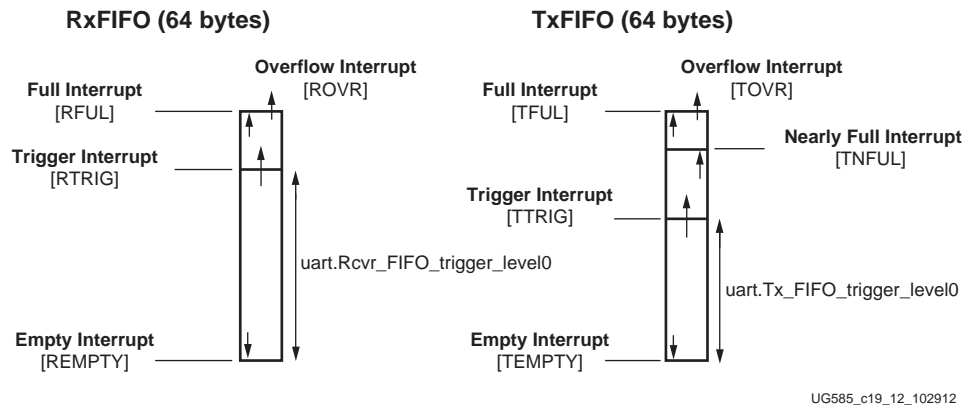 RxFIFO (64 bytes)
TxFIFO (64 bytes)
Overflow Interrupt
[ROVR]
Full Interrupt
[RFUL]
Trigger Interrupt
[RTRIG]
uart.Rcvr_FIFO_trigger_level0
Empty Interrupt
[REMPTY]
Overflow Interrupt
[TOVR]
Full Interrupt
[TFUL]
Nearly Full Interrupt
[TNFUL]
Trigger Interrupt
[TTRIG]
uart.Tx_FIFO_trigger_level0
Empty Interrupt
[TEMPTY]
UG585_c19_12_102912